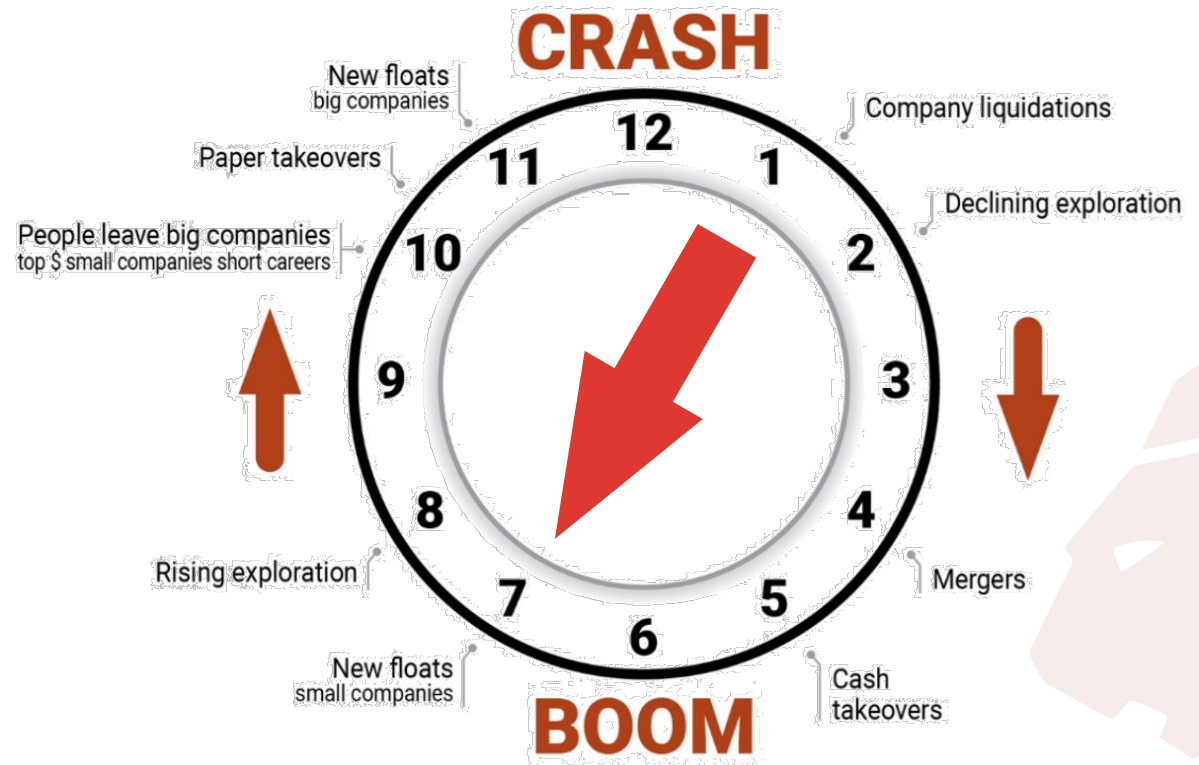 CRASH
New floats
big companies
Company liquidations
Paper takeovers
Declining exploration
People leave big companies
top $ small companies short careers
12
1
2
3
4
5
6
7
8
9
10
11
Rising exploration
Mergers
New floats
small companies
Cash
takeovers
BOOM